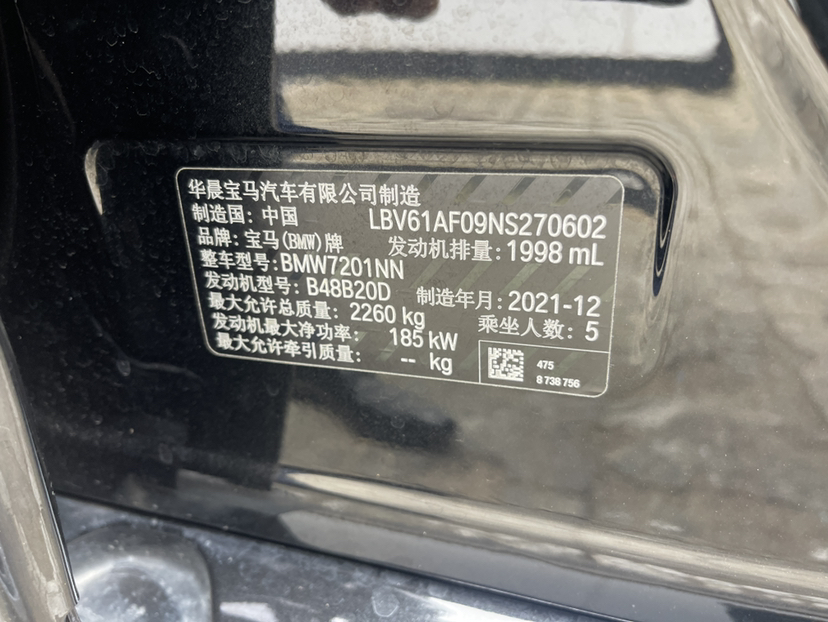 华晨宝马汽车有限公司制造
制造国: 中国 LBV61AF09NS270602
品牌: 宝马(BMW)牌 发动机排量: 1998 mL
整车型号: BMW7201NN
发动机型号: B48B20D 制造年月: 2021-12
最大允许总质量: 2260 kg 乘坐人数: 5
发动机最大净功率: 185 kW
最大允许牵引质量: -- kg
475
8 738 756